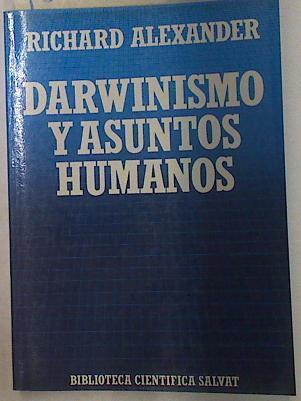 RICHARD ALEXANDER
DARWINISMO
Y ASUNTOS
HUMANOS
BIBLIOTECA CIENTIFICA SALVAT